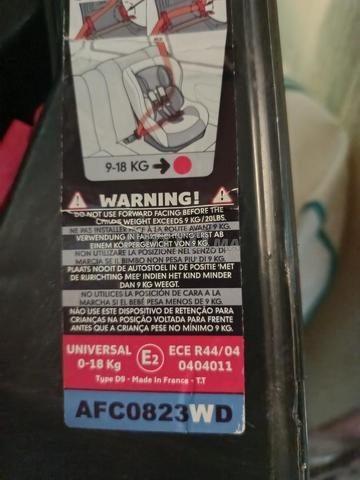 9-18 KG
WARNING!
DO NOT USE FORWARD FACING BEFORE THE
CHILD'S WEIGHT EXCEEDS 9 KG/20LBS.
NE PAS INSTALLER FACE À LA ROUTE AVANT 9 KG.
VERWENDUNG IN FAHRTRICHTUNG ERST AB
EINEM KÖRPERGEWICHT VON 9 KG.
NON UTILIZZARE LA POSIZIONE NEL SENZO DI
MARCIA SE IL BIMBO NON PESA PIU' DI 9 KG.
PLAATS NOOIT DE AUTOSTOEL IN DE POSITIE 'MET
DE RIJRICHTING MEE' INDIEN HET KIND MINDER
DAN 9 KG WEEGT.
NO UTILICES LA POSICION DE CARA A LA
MARCHA SI EL BEBÉ PESA MENOS DE 9 KG.
NÃO USE ESTE DISPOSITIVO DE RETENÇÃO PARA
CRIANÇAS NA POSIÇÃO VOLTADA PARA FRENTE
ANTES QUE A CRIANÇA PESE NO MÍNIMO 9 KG.
UNIVERSAL E2 ECE R44/04
0-18 Kg 0404011
Type D9 - Made in France - T.T
AFC0823WD